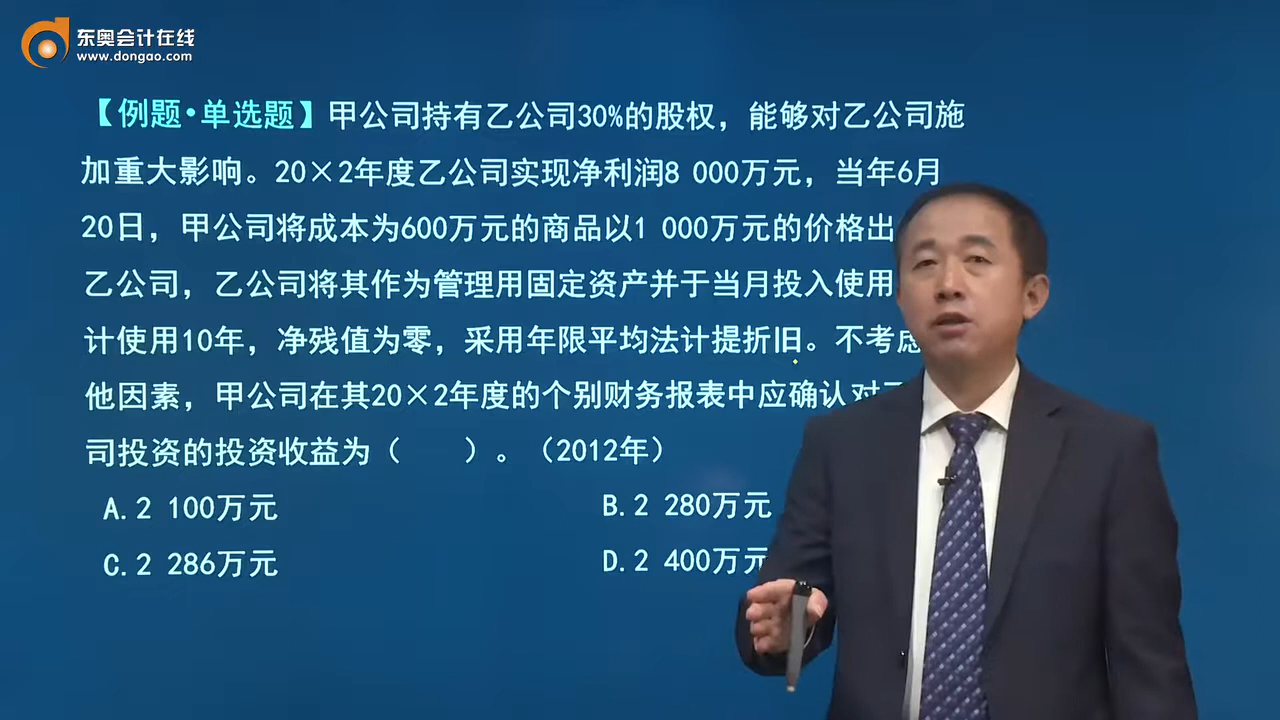 东奥会计在线
www.dongao.com
【例题•单选题】甲公司持有乙公司30%的股权，能够对乙公司施
加重大影响。20×2年度乙公司实现净利润8 000万元，当年6月
20日，甲公司将成本为600万元的商品以1 000万元的价格出
乙公司，乙公司将其作为管理用固定资产并于当月投入使用
计使用10年，净残值为零，采用年限平均法计提折旧。不考虑
他因素，甲公司在其20×2年度的个别财务报表中应确认对
司投资的投资收益为（　　）。（2012年）
A.2 100万元
B.2 280万元
C.2 286万元
D.2 400万元